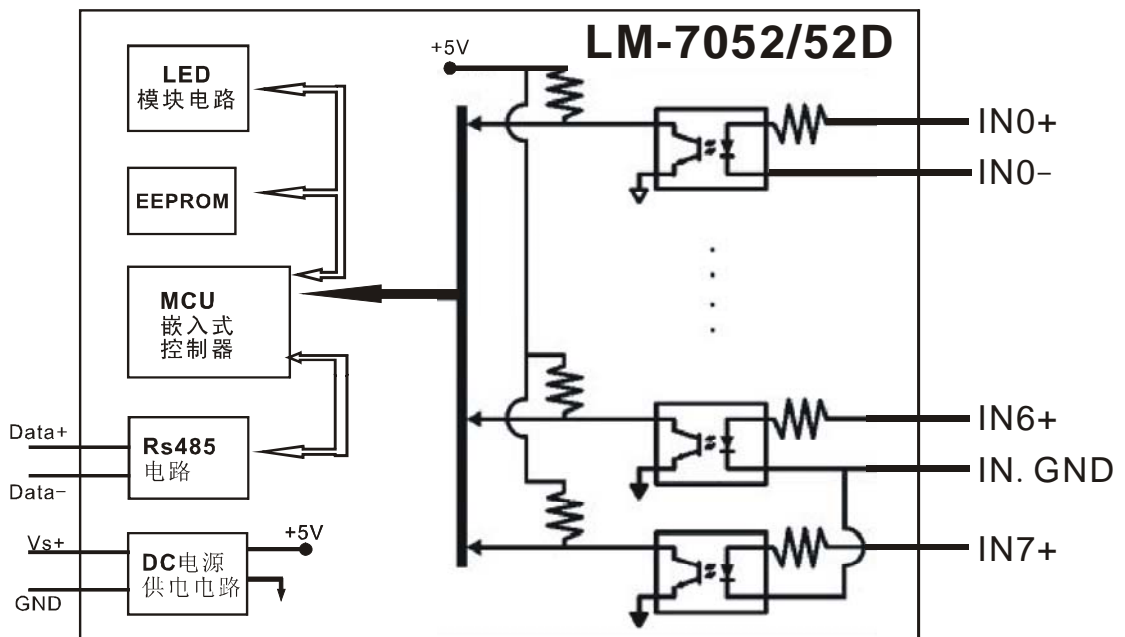 LM-7052/52D
LED
模块电路
EEPROM
MCU
嵌入式
控制器
Data+
Data-
Rs485
电路
Vs+
GND
DC电源
供电电路
+5V
+5V
IN0+
IN0-
IN6+
IN. GND
IN7+